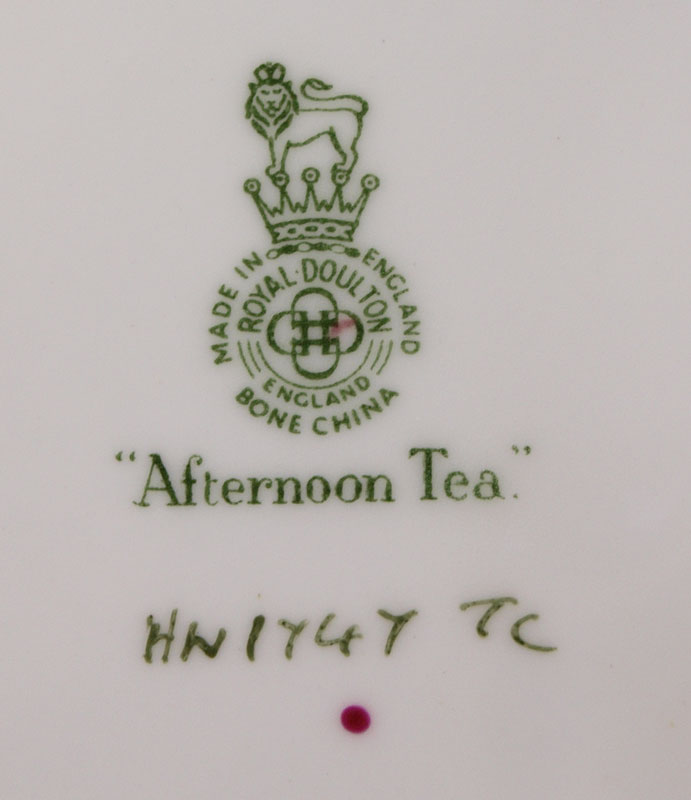 MADE IN ENGLAND
ROYAL·DOULTON
ENGLAND
BONE CHINA
"Afternoon Tea."
HN1747 TC